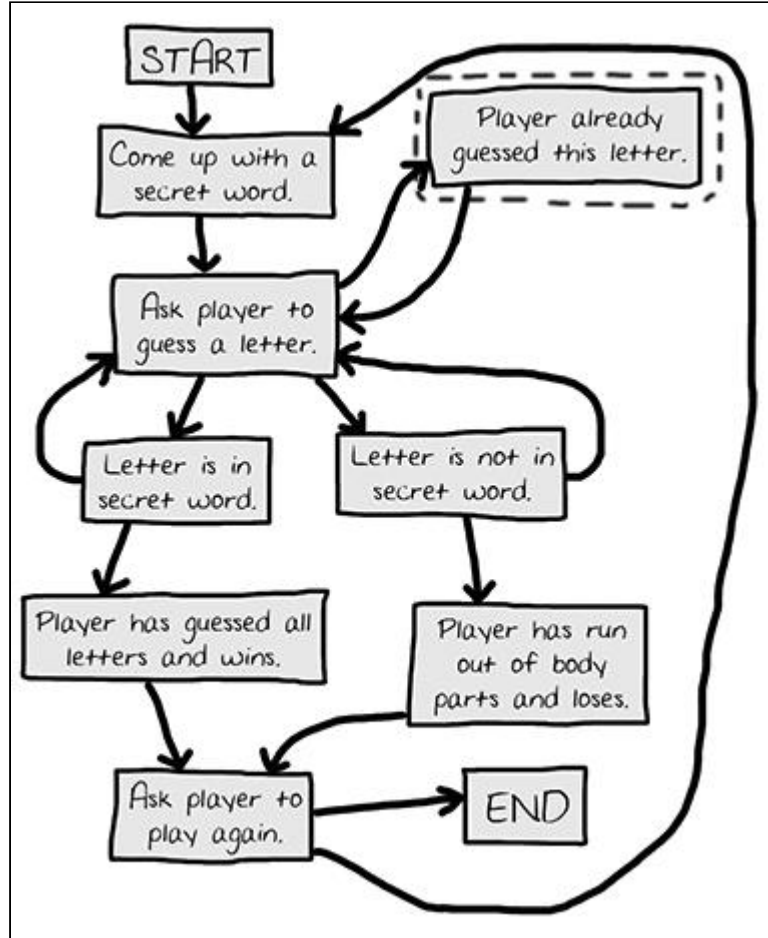 START
Player already
guessed this letter.
Come up with a
secret word.
Ask player to
guess a letter.
Letter is in
secret word.
Letter is not in
secret word.
Player has guessed all
letters and wins.
Player has run
out of body
parts and loses.
Ask player to
play again.
END